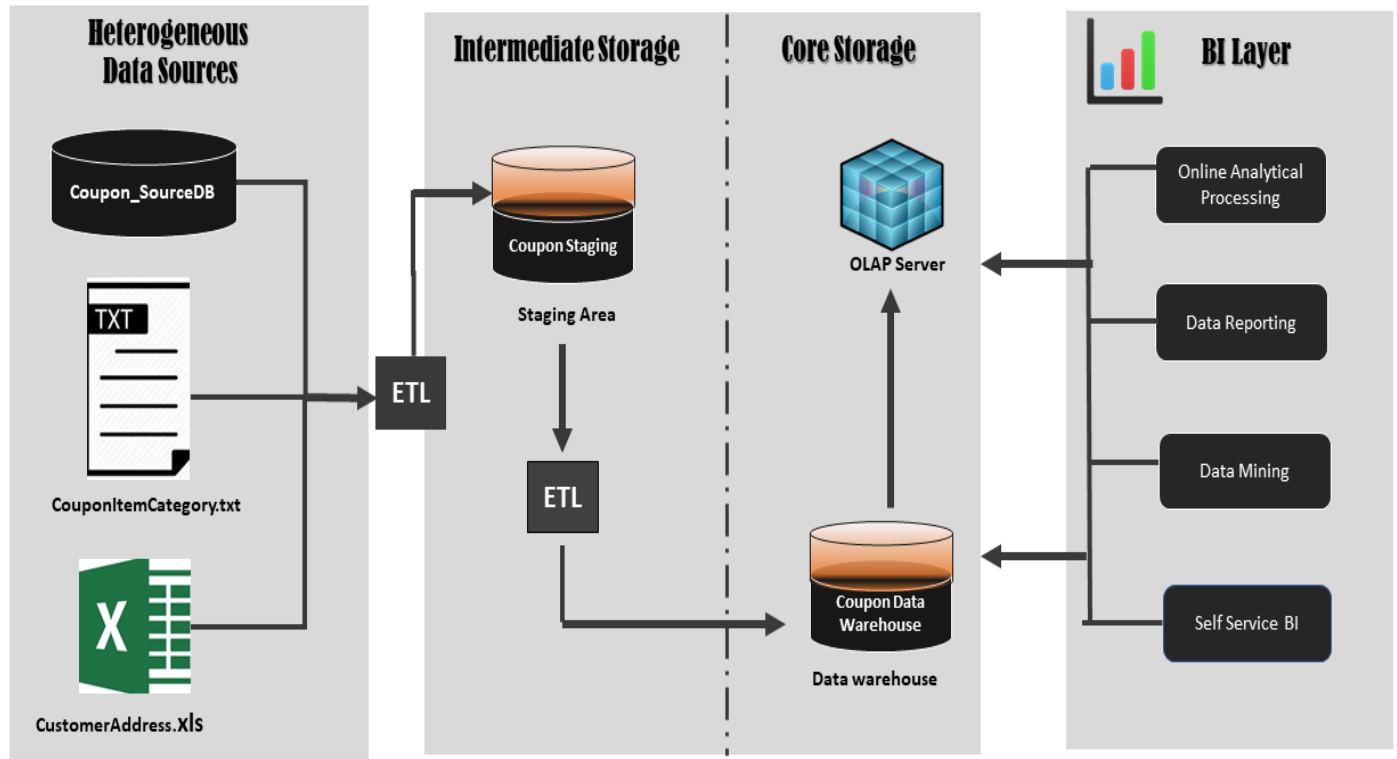 Heterogeneous
Data Sources
Coupon_SourceDB
TXT
CouponItemCategory.txt
X
CustomerAddress.xls
ETL
Intermediate Storage
Coupon Staging
Staging Area
ETL
Core Storage
OLAP Server
Coupon Data
Warehouse
Data warehouse
BI Layer
Online Analytical
Processing
Data Reporting
Data Mining
Self Service BI